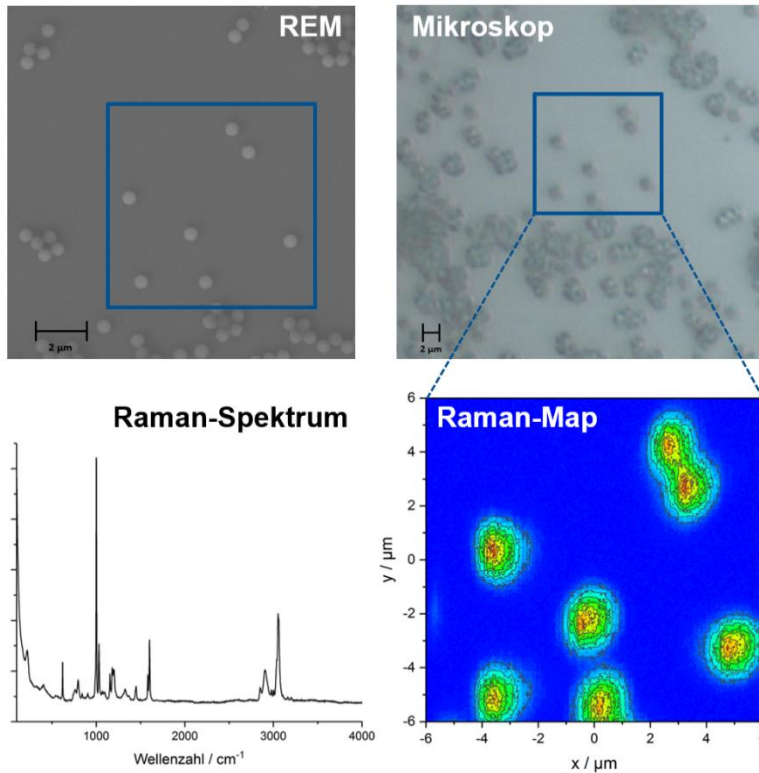 REM
2 µm
Mikroskop
2 µm
Raman-Spektrum
1000 2000 3000 4000
Wellenzahl / cm-1
Raman-Map
6
4
2
0
-2
-4
-6
y / µm
-6 -4 -2 0 2 4 6
x / µm